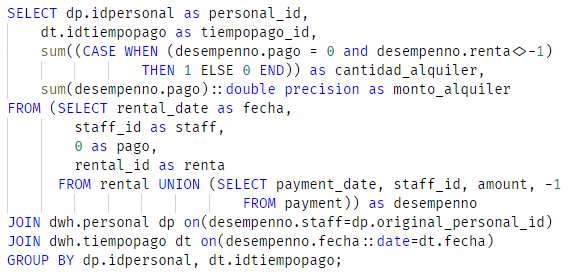 SELECT dp.idpersonal as personal_id,
dt.idtiempopago as tiempopago_id,
sum((CASE WHEN (desempenno.pago = 0 and desempenno.renta<>-1)
THEN 1 ELSE 0 END)) as cantidad_alquiler,
sum(desempenno.pago)::double precision as monto_alquiler
FROM (SELECT rental_date as fecha,
staff_id as staff,
0 as pago,
rental_id as renta
FROM rental UNION (SELECT payment_date, staff_id, amount, -1
FROM payment)) as desempenno
JOIN dwh.personal dp on(desempenno.staff=dp.original_personal_id)
JOIN dwh.tiempopago dt on(desempenno.fecha::date=dt.fecha)
GROUP BY dp.idpersonal, dt.idtiempopago;